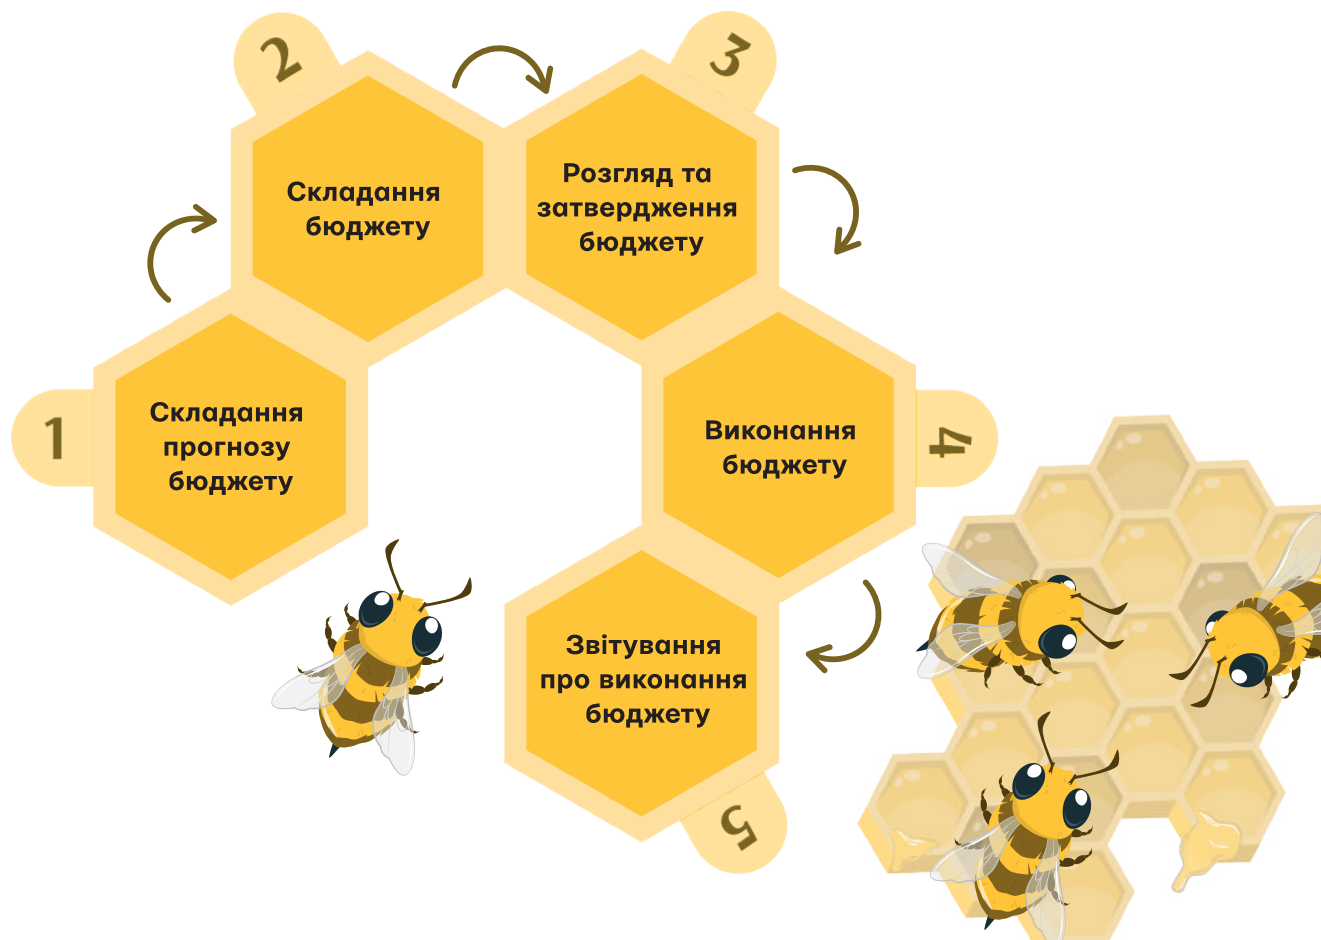 1
Складання
прогнозу
бюджету
2
Складання
бюджету
3
Розгляд та
затвердження
бюджету
4
Виконання
бюджету
5
Звітування
про виконання
бюджету